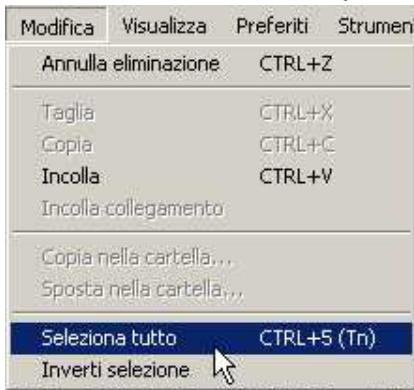 Modifica Visualizza Preferiti Strumen
Annulla eliminazione CTRL+Z
Taglia CTRL+X
Copia CTRL+C
Incolla CTRL+V
Incolla collegamento
Copia nella cartella...
Sposta nella cartella...
Seleziona tutto CTRL+5 (Tn)
Inverti selezione